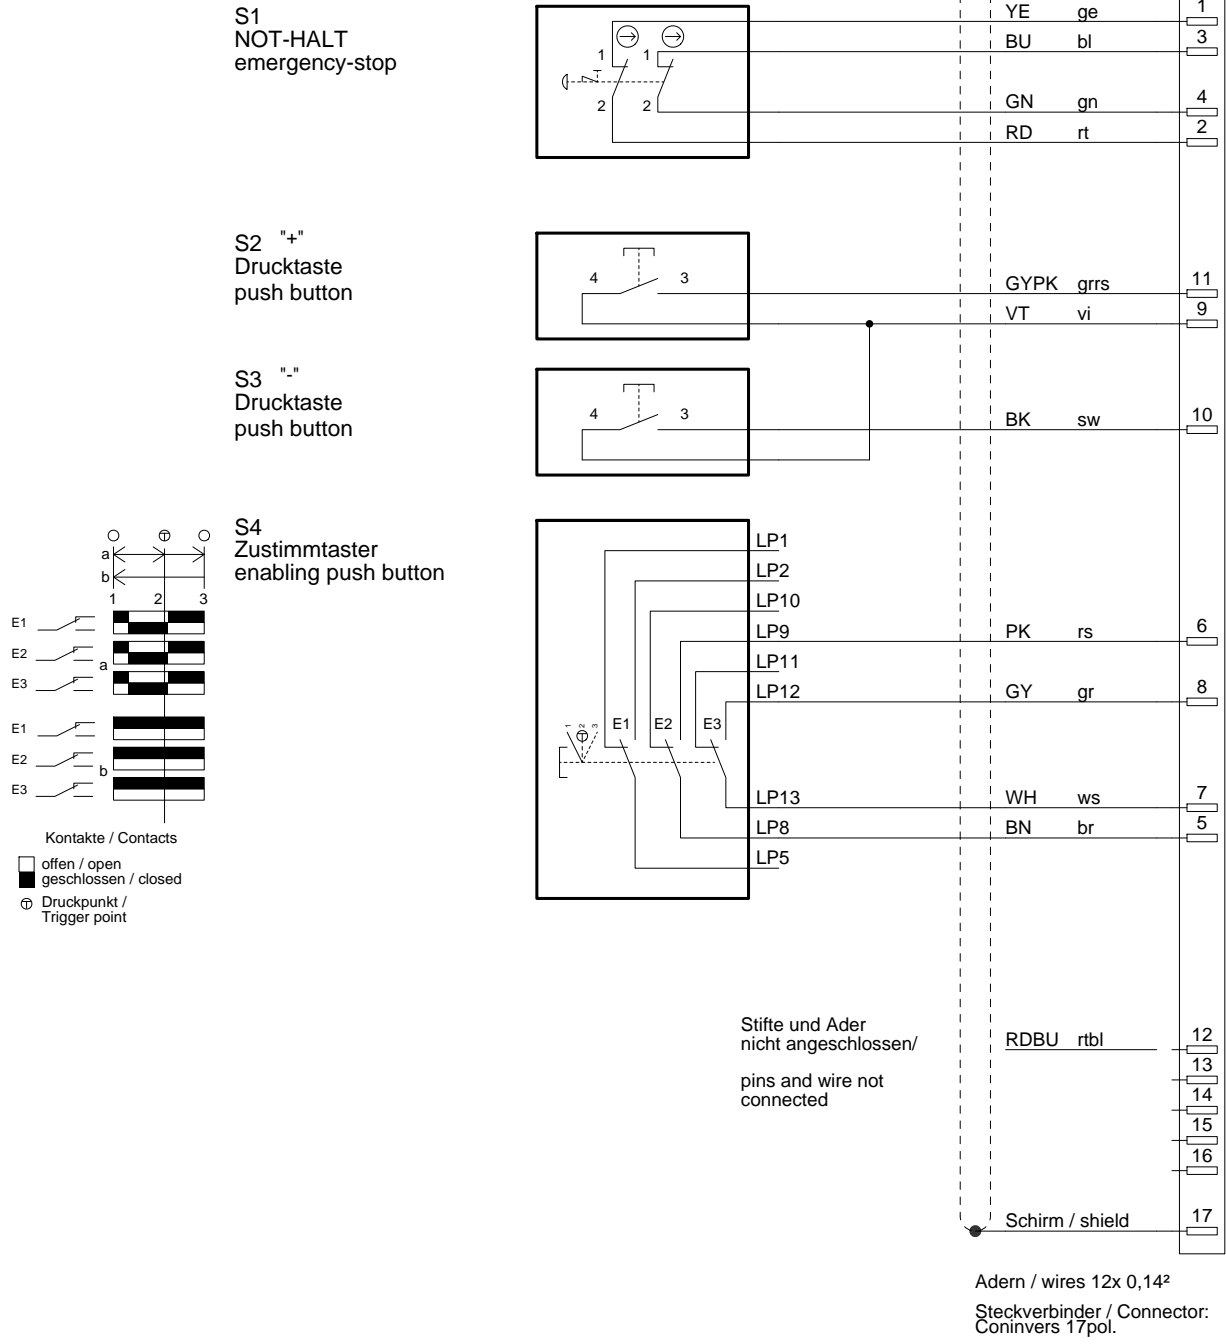 S1
NOT-HALT
emergency-stop
1 1
2 2
YE ge 1
BU bl 3
GN gn 4
RD rt 2
S2 "+"
Drucktaste
push button
4 3
GYPK grrs 11
VT vi 9
S3 "-"
Drucktaste
push button
4 3
BK sw 10
S4
Zustimmtaster
enabling push button
T
a
b
1 2 3
E1
E2
a
E3
E1
E2
b
E3
Kontakte / Contacts
offen / open
geschlossen / closed
T Druckpunkt /
Trigger point
LP1
LP2
LP10
LP9 PK rs 6
LP11
LP12 GY gr 8
1 2 3
T
E1 E2 E3
LP13 WH ws 7
LP8 BN br 5
LP5
Stifte und Ader
nicht angeschlossen/
pins and wire not
connected
RDBU rtbl 12
13
14
15
16
Schirm / shield 17
Adern / wires 12x 0,14²
Steckverbinder / Connector:
Coninvers 17pol.